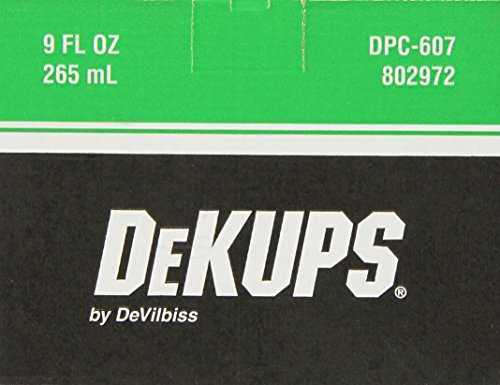 9 FL OZ
265 mL
DPC-607
802972
DEKUPS®
by DeVilbiss